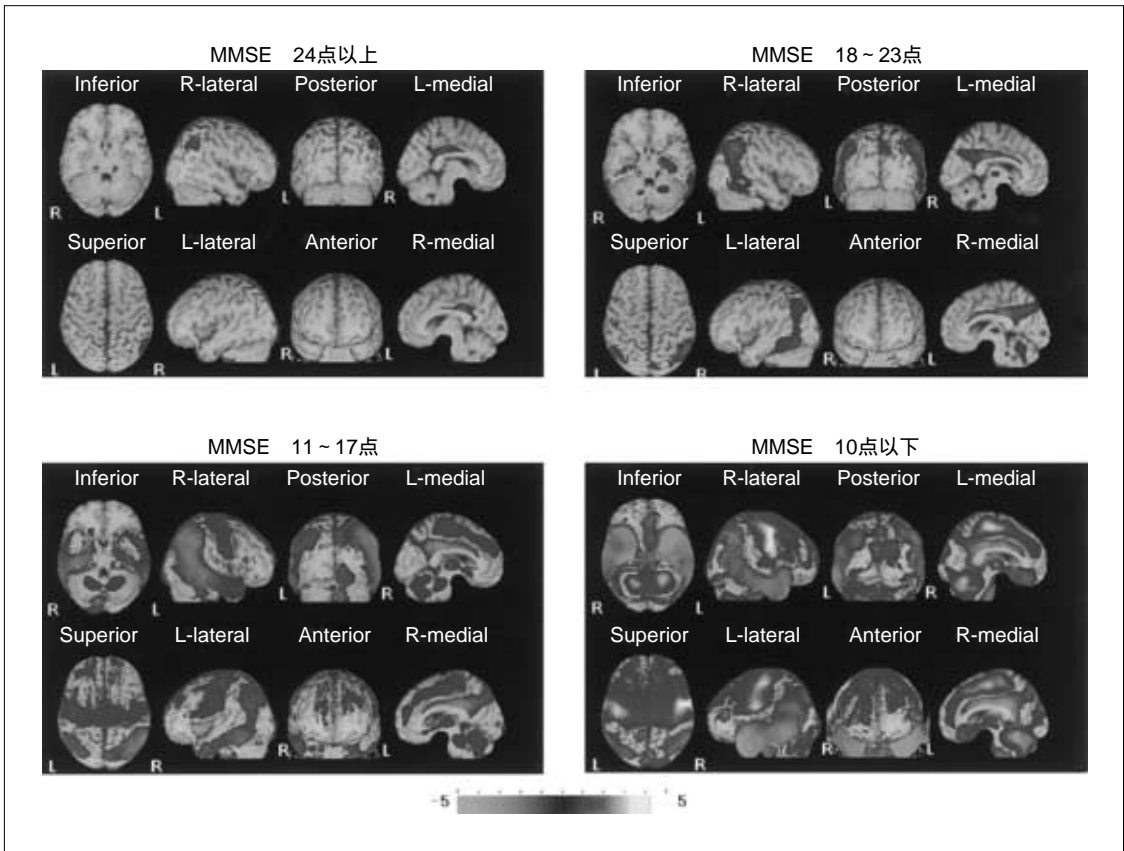 MMSE 24点以上
Inferior R-lateral Posterior L-medial
R L L R
Superior L-lateral Anterior R-medial
L R R L
MMSE 18~23点
Inferior R-lateral Posterior L-medial
R L L R
Superior L-lateral Anterior R-medial
L R R L
MMSE 11~17点
Inferior R-lateral Posterior L-medial
R L L R
Superior L-lateral Anterior R-medial
L R R L
MMSE 10点以下
Inferior R-lateral Posterior L-medial
R L L R
Superior L-lateral Anterior R-medial
L R R L
-5 5